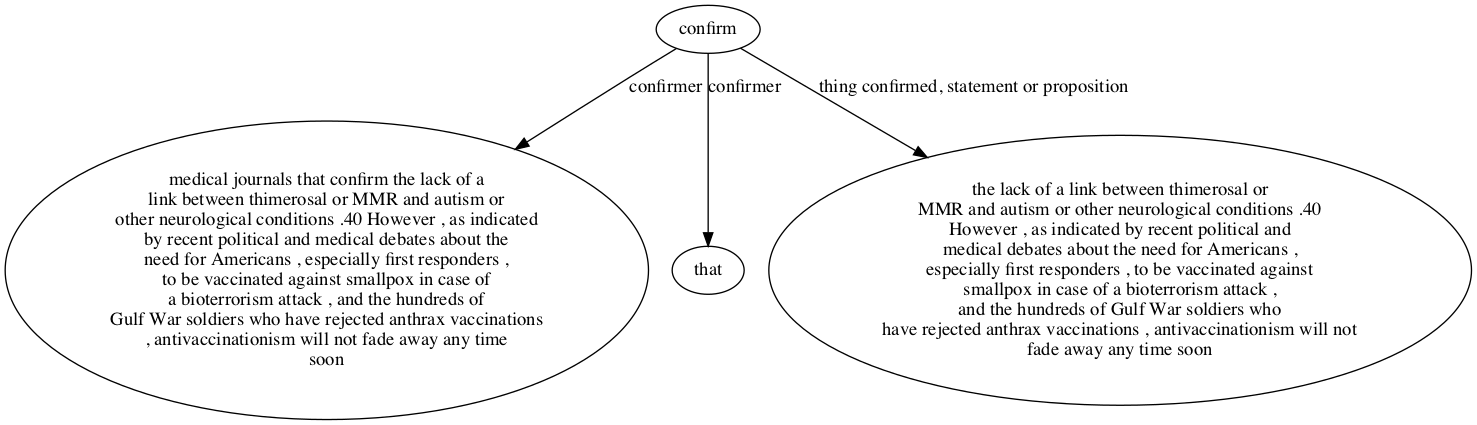 confirm
confirmer
confirmer
thing confirmed, statement or proposition
medical journals that confirm the lack of a
link between thimerosal or MMR and autism or
other neurological conditions .40 However , as indicated
by recent political and medical debates about the
need for Americans , especially first responders ,
to be vaccinated against smallpox in case of
a bioterrorism attack , and the hundreds of
Gulf War soldiers who have rejected anthrax vaccinations
, antivaccinationism will not fade away any time
soon
that
the lack of a link between thimerosal or
MMR and autism or other neurological conditions .40
However , as indicated by recent political and
medical debates about the need for Americans ,
especially first responders , to be vaccinated against
smallpox in case of a bioterrorism attack ,
and the hundreds of Gulf War soldiers who
have rejected anthrax vaccinations , antivaccinationism will not
fade away any time soon